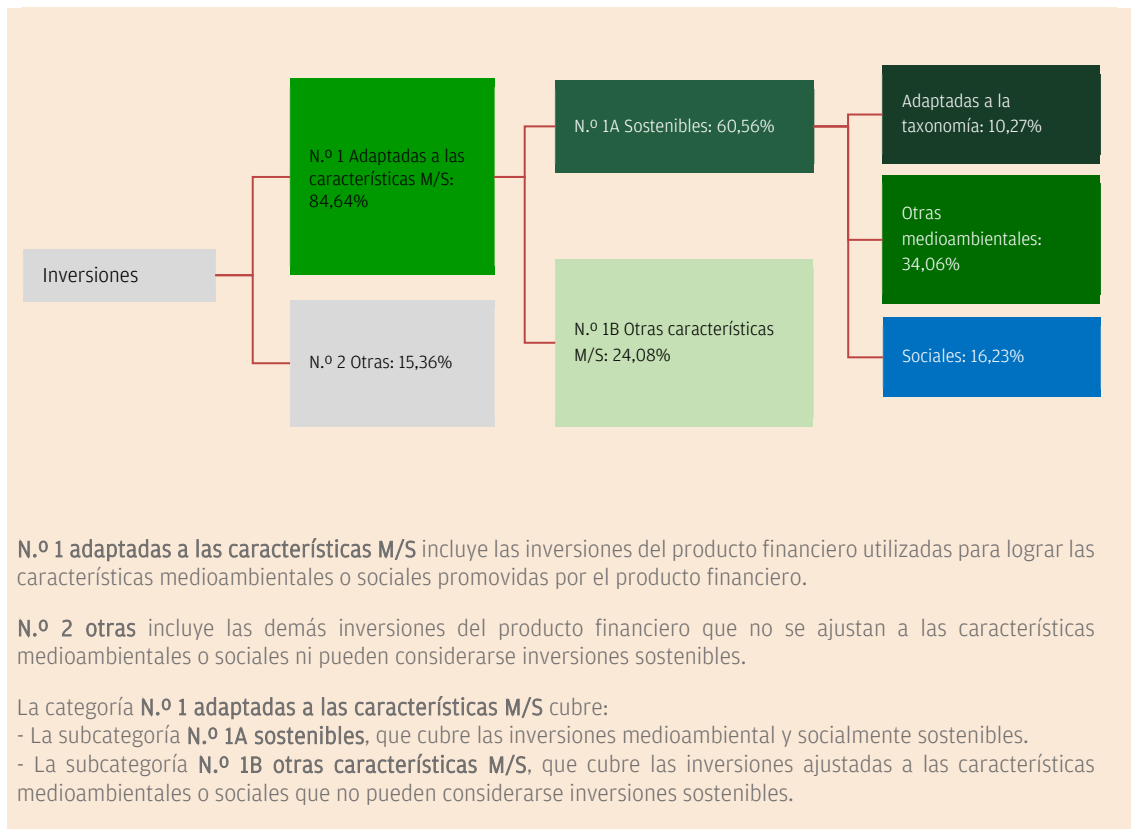 Inversiones
N.º 1 Adaptadas a las
características M/S:
84,64%
N.º 2 Otras: 15,36%
N.º 1A Sostenibles: 60,56%
N.º 1B Otras características
M/S: 24,08%
Adaptadas a la
taxonomía: 10,27%
Otras
medioambientales:
34,06%
Sociales: 16,23%
N.º 1 adaptadas a las características M/S incluye las inversiones del producto financiero utilizadas para lograr las
características medioambientales o sociales promovidas por el producto financiero.
N.º 2 otras incluye las demás inversiones del producto financiero que no se ajustan a las características
medioambientales o sociales ni pueden considerarse inversiones sostenibles.
La categoría N.º 1 adaptadas a las características M/S cubre:
- La subcategoría N.º 1A sostenibles, que cubre las inversiones medioambiental y socialmente sostenibles.
- La subcategoría N.º 1B otras características M/S, que cubre las inversiones ajustadas a las características
medioambientales o sociales que no pueden considerarse inversiones sostenibles.